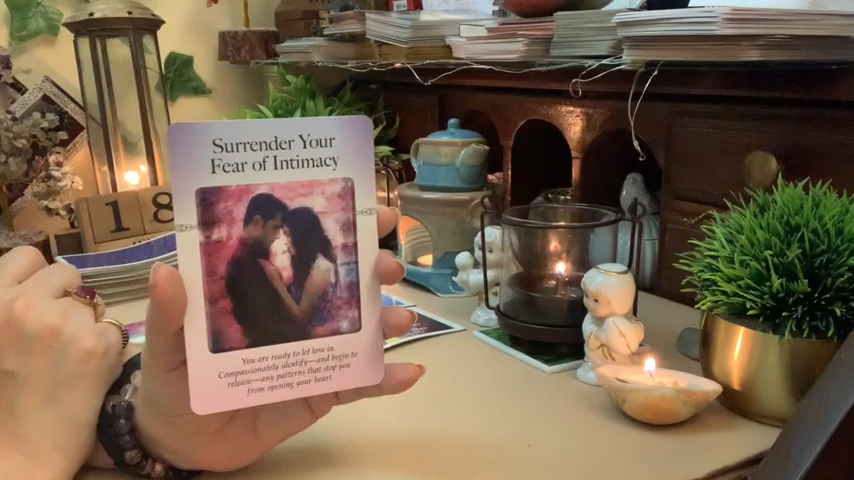 Surrender Your
Fear of Intimacy
You are ready to let love in.
Compassionately identify—and begin to
release—any patterns that stop you
from opening your heart.
18